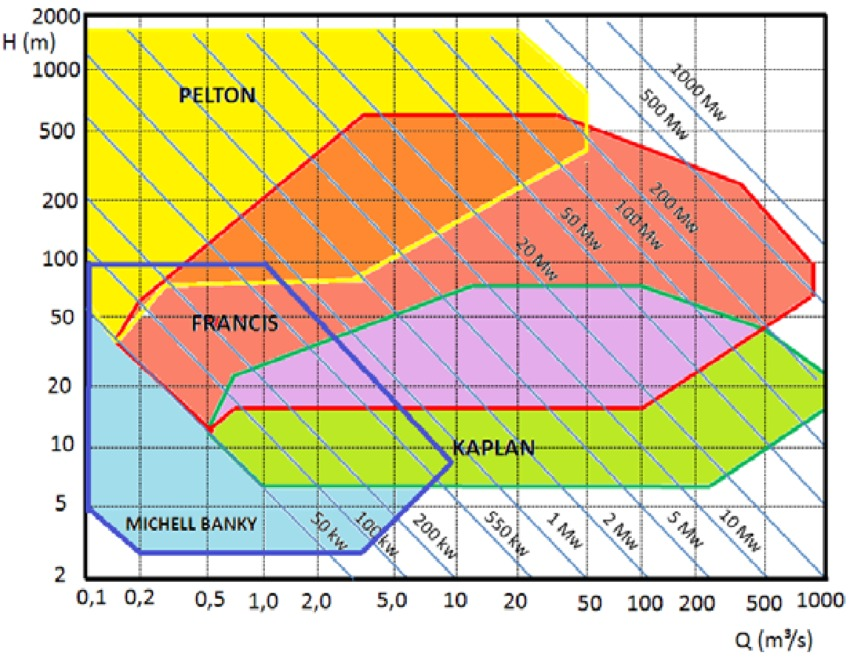 2000
H (m)
1000
500
200
100
50
20
10
5
2
PELTON
FRANCIS
KAPLAN
MICHELL BANKY
1000 Mw
500 Mw
200 Mw
100 Mw
50 Mw
20 Mw
50 kw
100kw
200 kw
550 kw
1 Mw
2 Mw
5 Mw
10 Mw
0,1 0,2 0,5 1,0 2,0 5,0 10 20 50 100 200 500 1000
Q (m³/s)